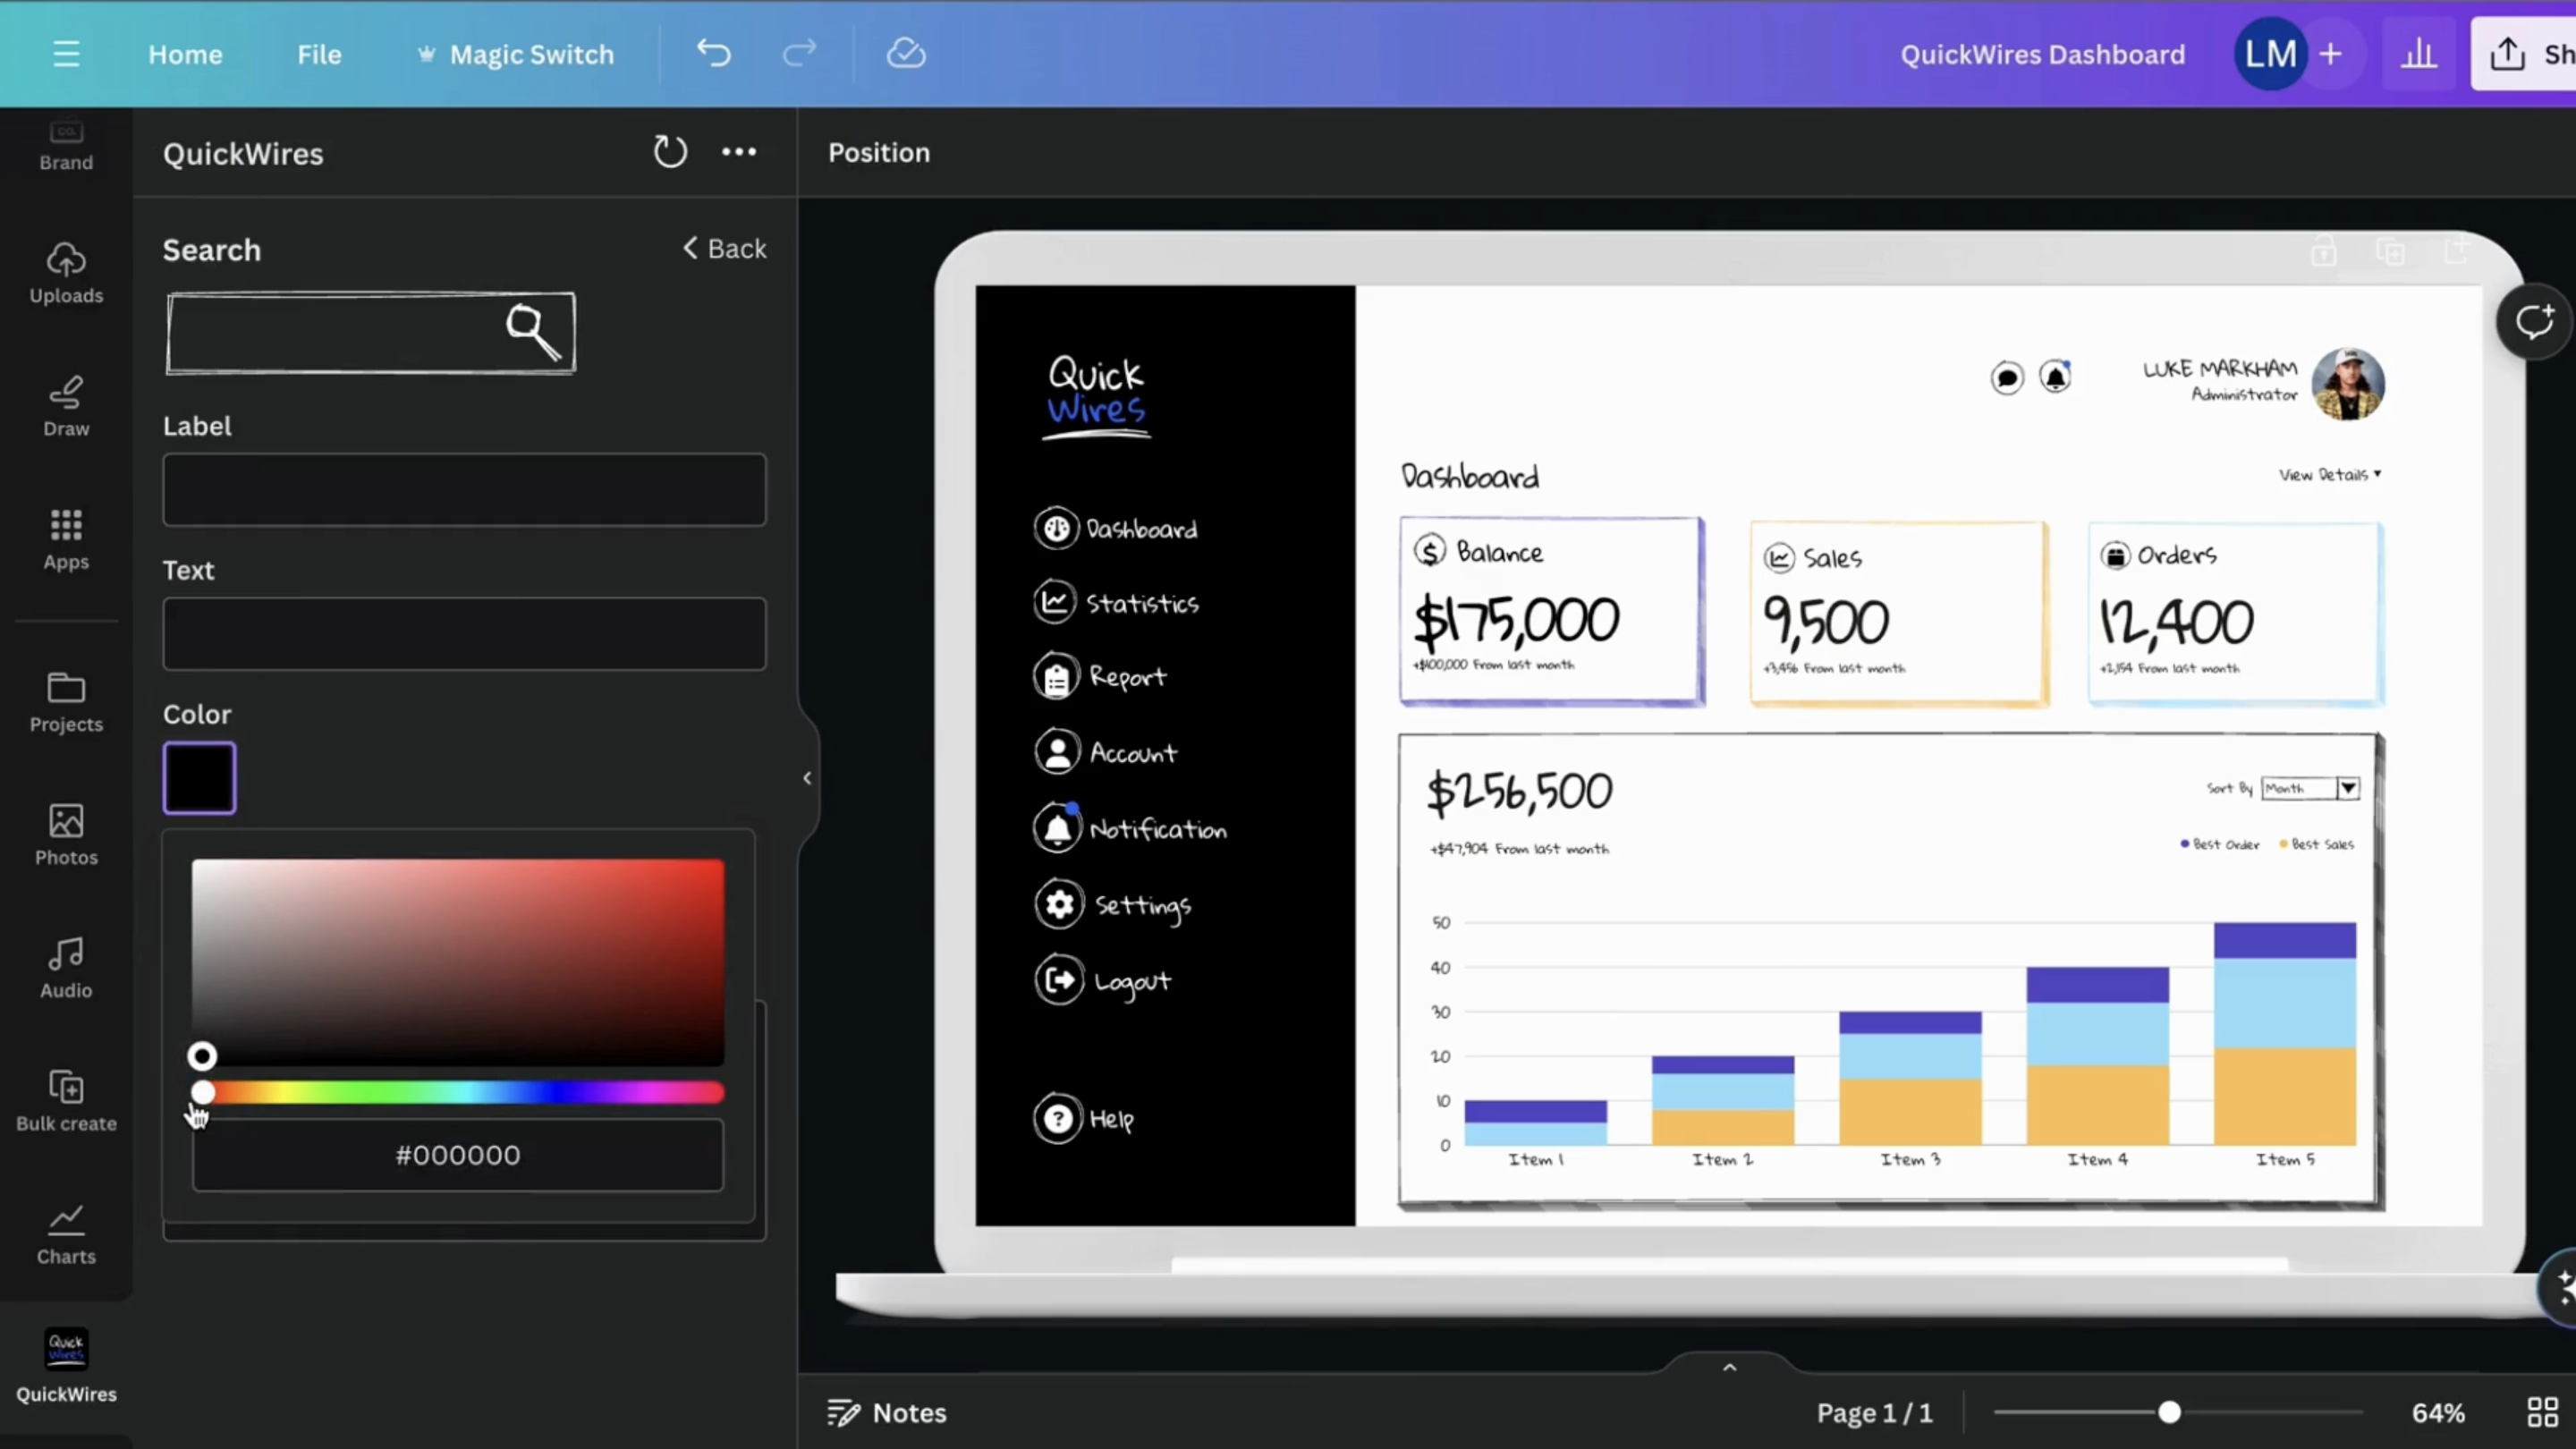 Home File Magic Switch QuickWires Dashboard LM Sh
CO.
Brand
Uploads
Draw
Apps
Projects
Photos
Audio
Bulk create
Charts
Quick
Wires
QuickWires
QuickWires
Search Back
Label
Text
Color
#000000
Position
Quick
Wires
Dashboard
Statistics
Report
Account
Notification
Settings
Logout
Help
LUKE MARKHAM
Administrator
Dashboard View Details
Balance
$175,000
+$100,000 From last month
Sales
9,500
+3,456 From last month
Orders
12,400
+2,154 From last month
$256,500
+$47,904 From last month
Sort By Month
Best Order Best Sales
50
40
30
20
10
0
Item 1 Item 2 Item 3 Item 4 Item 5
Notes Page 1 / 1 64%